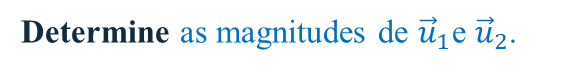 Determine as magnitudes de u⃗₁ e u⃗₂.